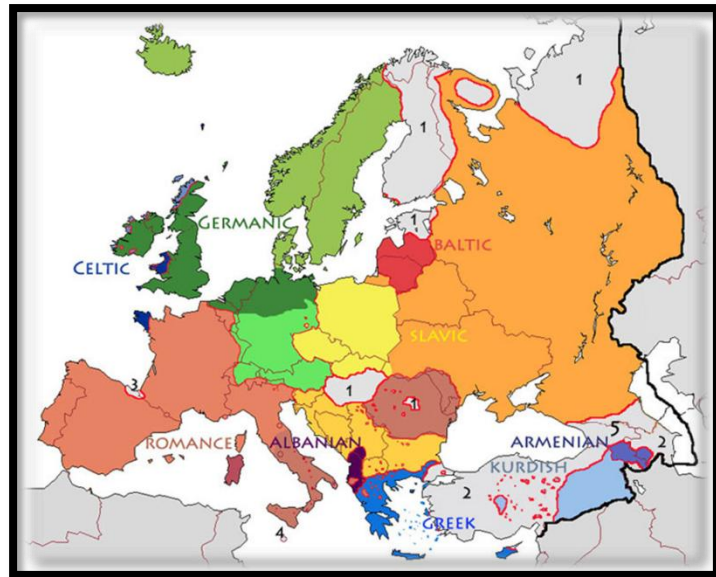 1
1
GERMANIC
1
BALTIC
CELTIC
SLAVIC
3
1
1
5
ROMANCE
ALBANIAN
ARMENIAN
2
KURDISH
2
4
GREEK